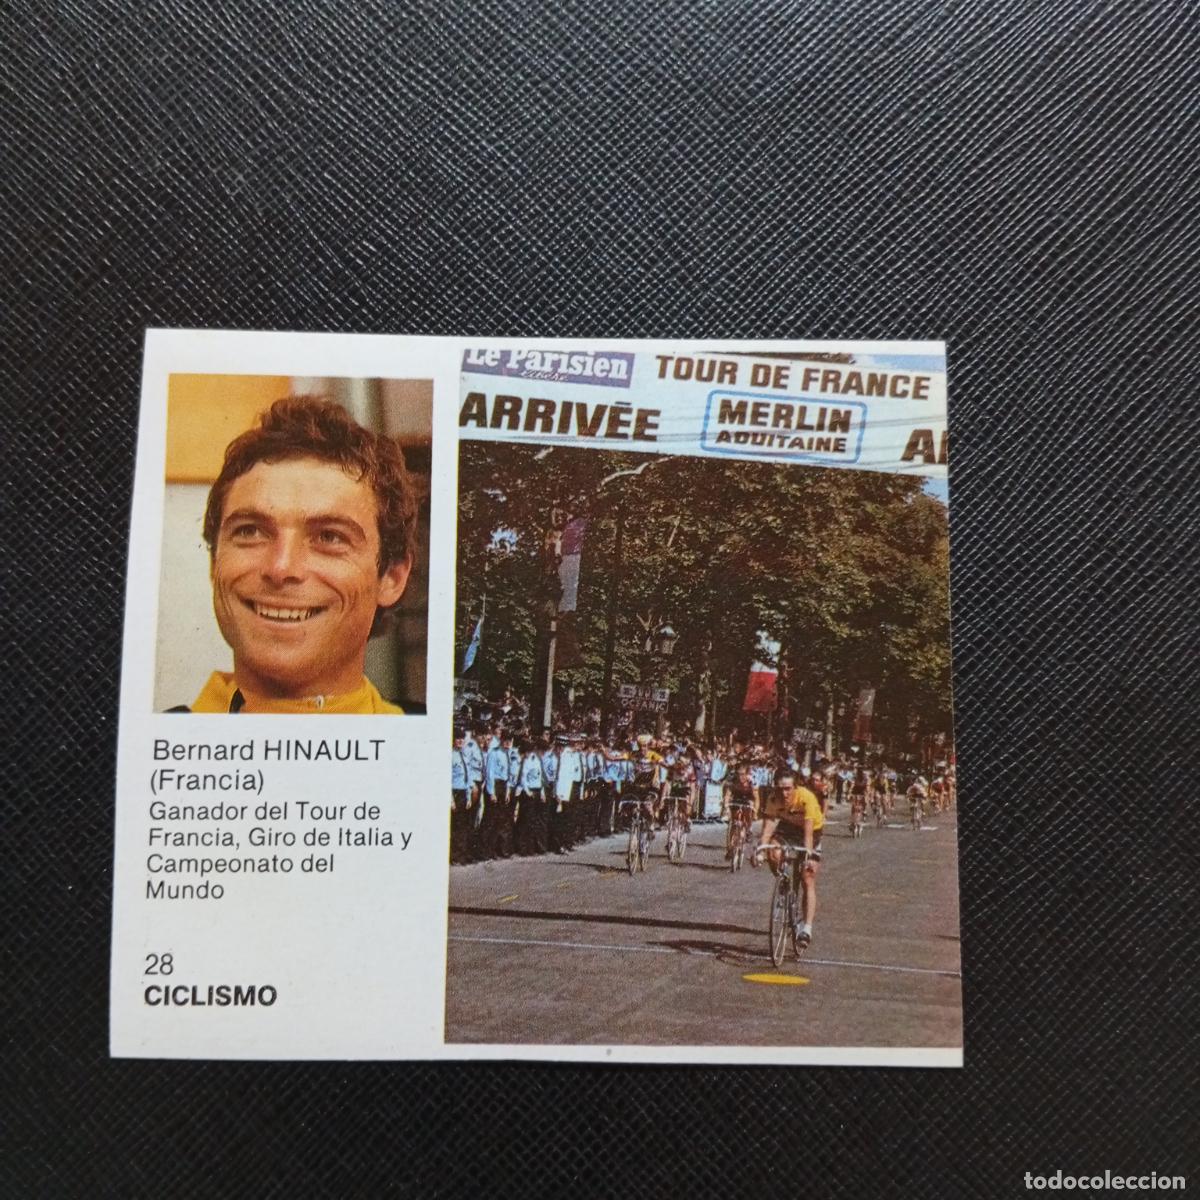 Le Parisien
TOUR DE FRANCE
ARRIVÉE
MERLIN
AQUITAINE
Bernard HINAULT
(Francia)
Ganador del Tour de
Francia, Giro de Italia y
Campeonato del
Mundo
28
CICLISMO
OCEANIC
todocoleccion